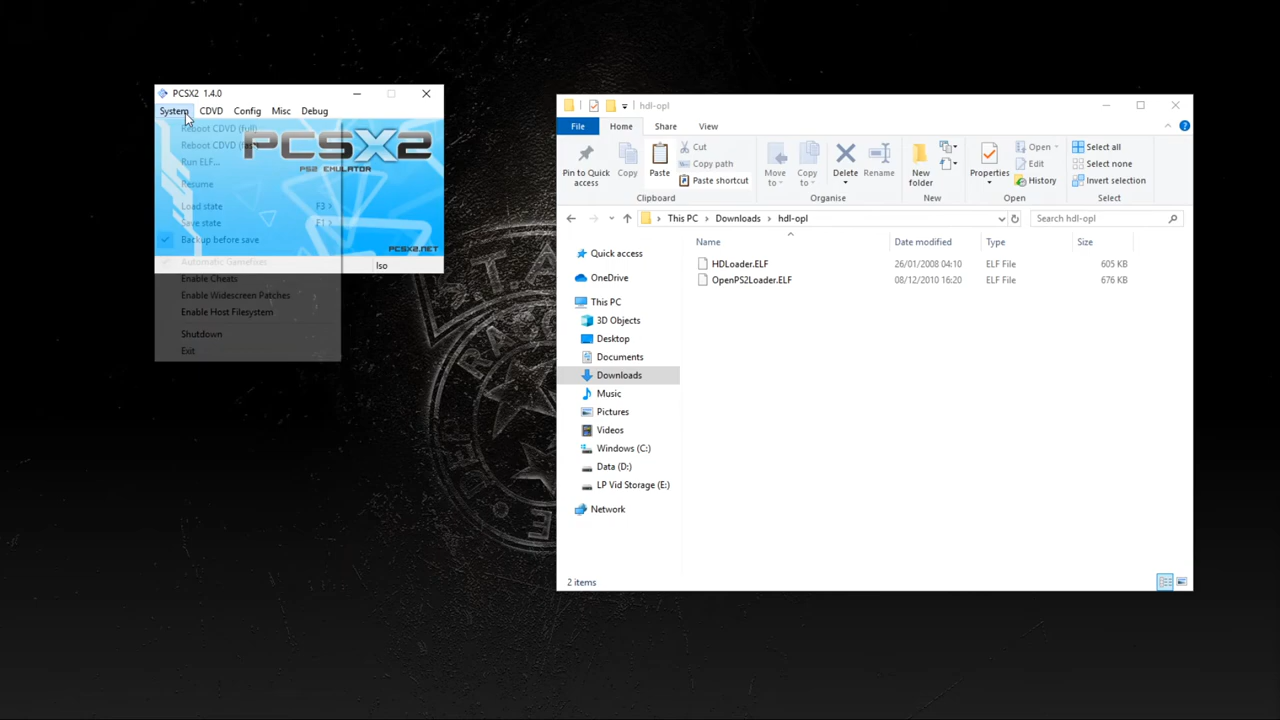 PCSX2 1.4.0
System CDVD Config Misc Debug
Reboot CDVD (full)
Reboot CDVD (fast)
Run ELF...
Resume
Load state F3
Save state F1
Backup before save
Automatic Gamefixes
Enable Cheats
Enable Widescreen Patches
Enable Host Filesystem
Shutdown
Exit
PCSX2
PS2 EMULATOR
PCSX2.NET
Iso
hdl-opl
File Home Share View
Pin to Quick access
Copy
Paste
Cut
Copy path
Paste shortcut
Clipboard
Move to
Copy to
Delete
Rename
Organise
New folder
New
Properties
Open
Edit
History
Open
Select all
Select none
Invert selection
Select
This PC Downloads hdl-opl
Search hdl-opl
Quick access
OneDrive
This PC
3D Objects
Desktop
Documents
Downloads
Music
Pictures
Videos
Windows (C:)
Data (D:)
LP Vid Storage (E:)
Network
Name Date modified Type Size
HDLoader.ELF 26/01/2008 04:10 ELF File 605 KB
OpenPS2Loader.ELF 08/12/2010 16:20 ELF File 676 KB
2 items